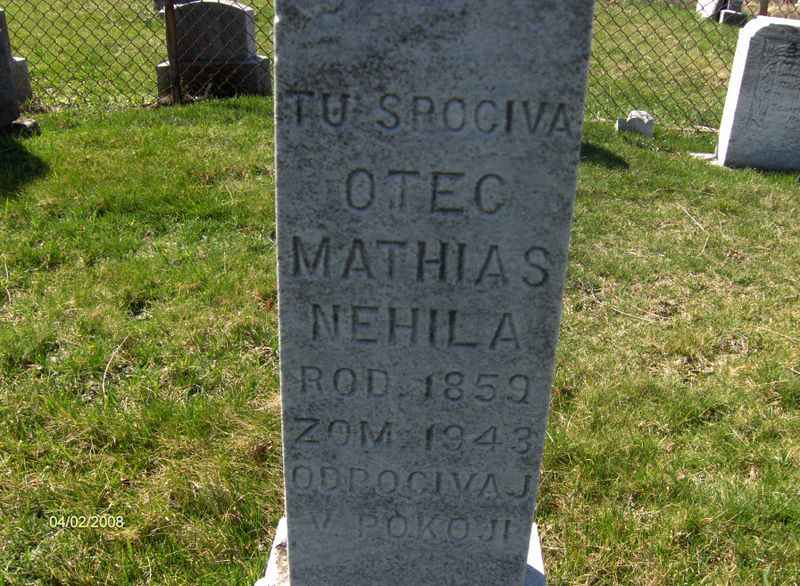 TU SPOCIVA
OTEC
MATHIAS
NEHILA
ROD. 1859
ZOM. 1943
ODPOCIVAJ
V POKOJI
04/02/2008